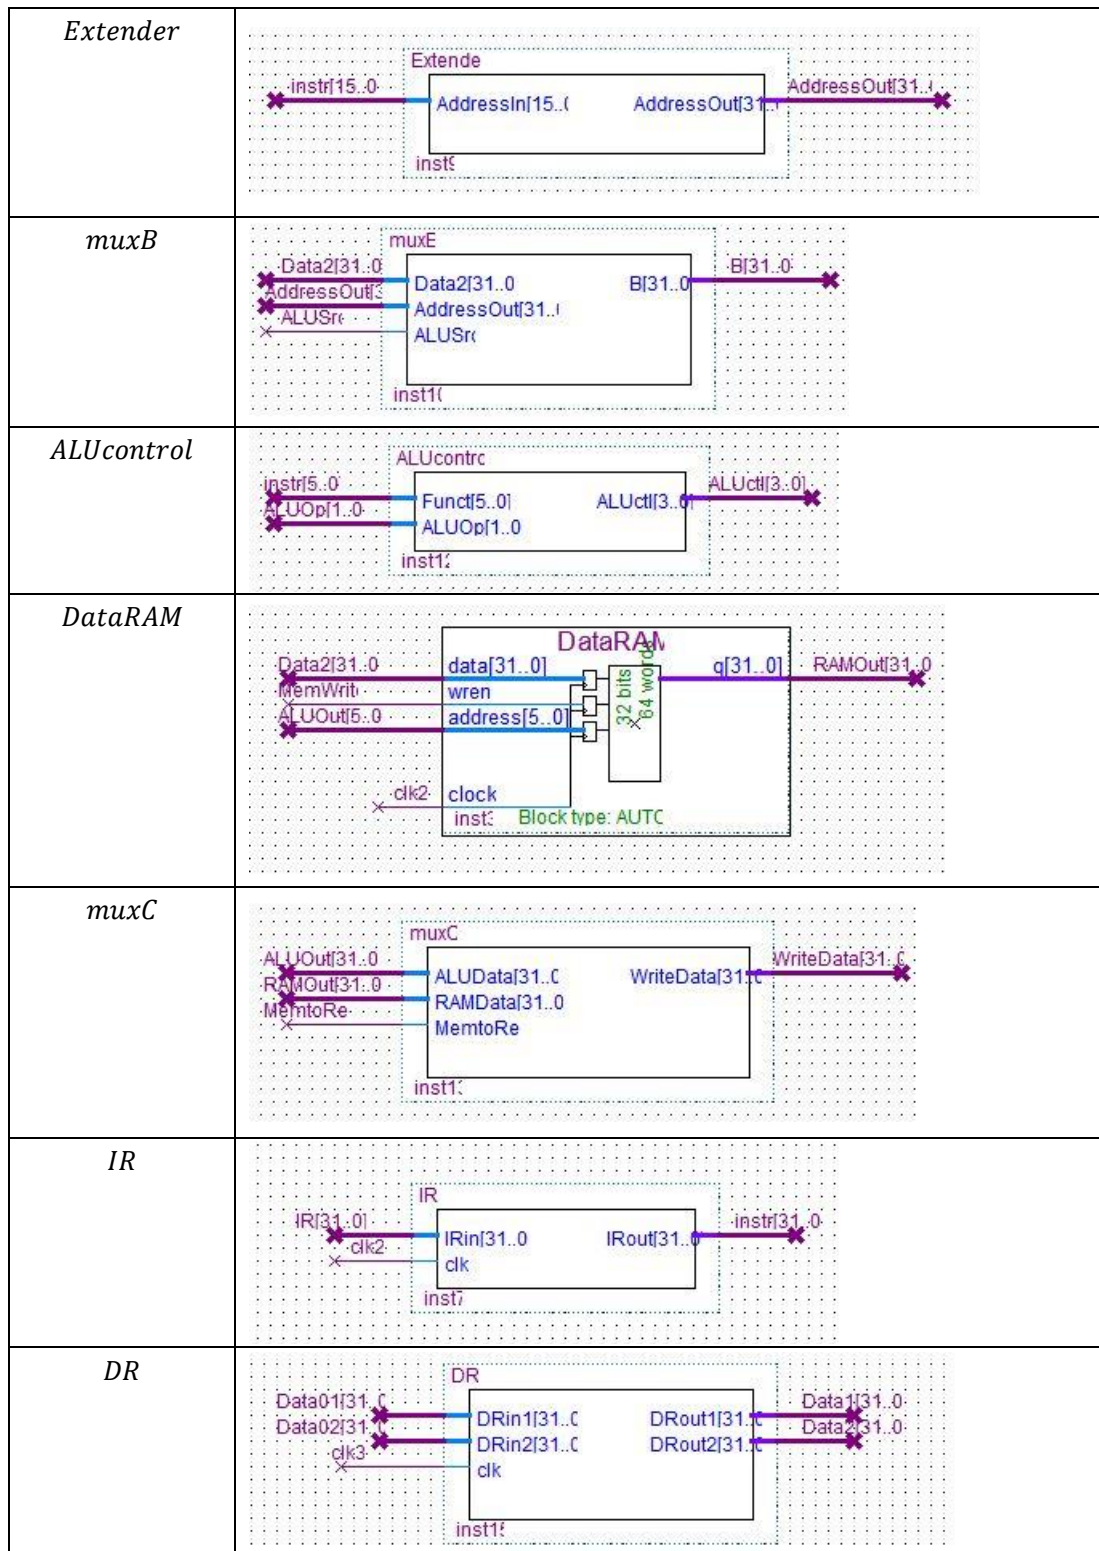 Extender
Extende
instr[15..0
AddressIn[15..(
AddressOut[31..
AddressOut[31..
inst9
muxB
muxE
Data2[31..0
Data2[31..0
B[31..0
B[31..0
AddressOut[3
AddressOut[31..(
ALUSrc
ALUSrc
inst1(
ALUcontrol
ALUcontrc
instr[5..0
Funct[5..0]
ALUctl[3..0]
ALUctl[3..0]
ALUOp[1..0
ALUOp[1..0
inst12
DataRAM
DataRAM
Data2[31..0
data[31..0]
q[31..0]
RAMOut[31..0
MemWrit
wren
ALUOut[5..0
address[5..0]
32 bits
64 words
clk2
clock
inst3
Block type: AUTO
muxC
muxC
ALUOut[31..0
ALUData[31..0
WriteData[31..0
WriteData[31..0
RAMOut[31..0
RAMData[31..0
MemtoRe
MemtoRe
inst13
IR
IR
IR[31..0]
IRin[31..0
IRout[31..0
instr[31..0
clk2
clk
inst7
DR
DR
Data01[31..0
DRin1[31..0
DRout1[31..0
Data1[31..0
Data02[31..0
DRin2[31..0
DRout2[31..0
Data2[31..0
clk3
clk
inst15